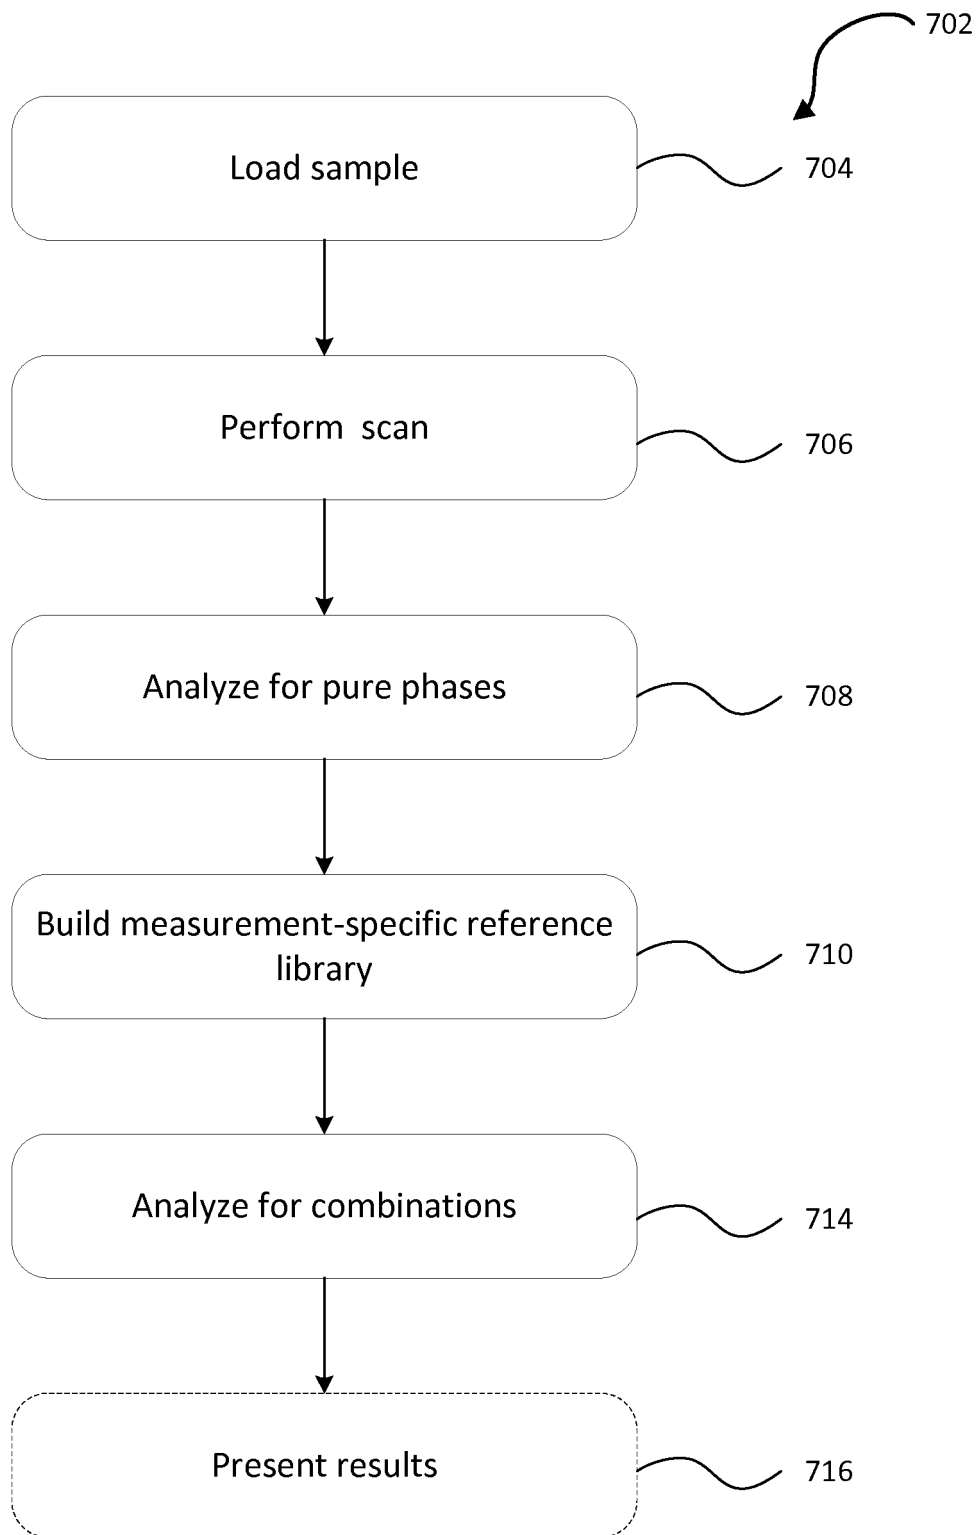 702
Load sample
704
Perform scan
706
Analyze for pure phases
708
Build measurement-specific reference
library
710
Analyze for combinations
714
Present results
716